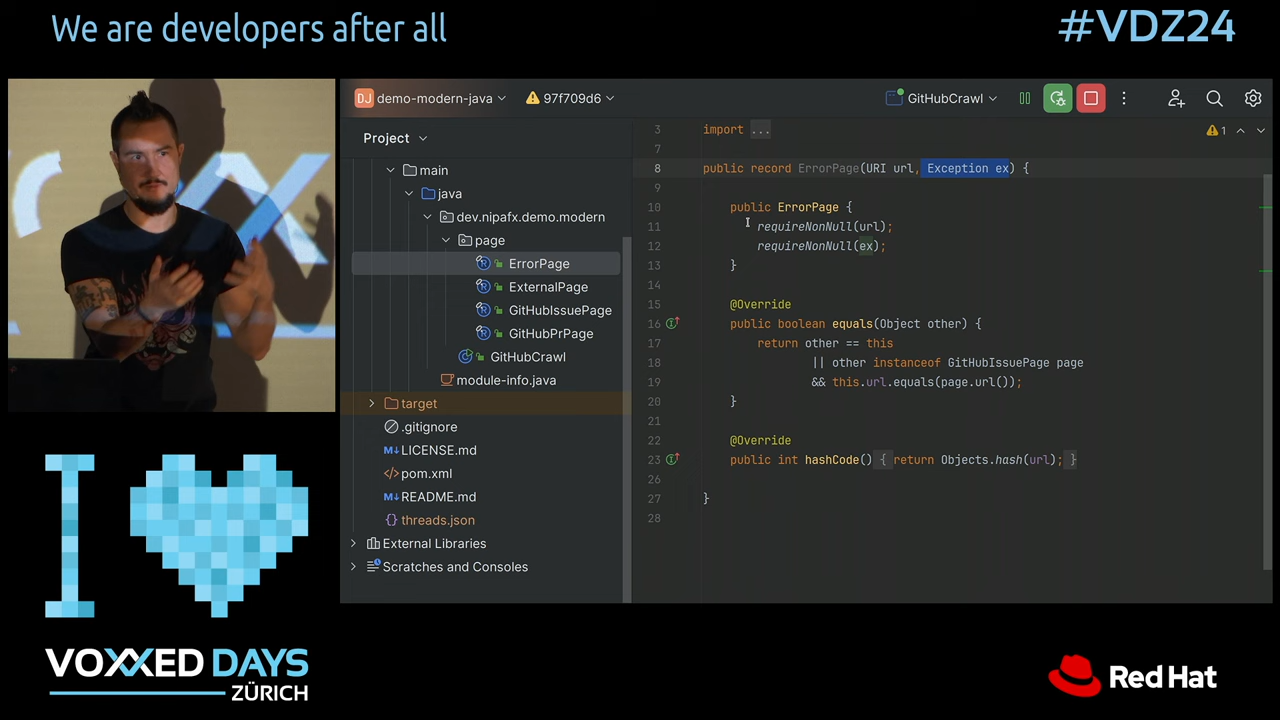 We are developers after all
#VDZ24
DJ demo-modern-java
97f709d6
GitHubCrawl
Project
main
java
dev.nipafx.demo.modern
page
ErrorPage
ExternalPage
GitHubIssuePage
GitHubPrPage
GitHubCrawl
module-info.java
target
.gitignore
M↓ LICENSE.md
</> pom.xml
M↓ README.md
{} threads.json
External Libraries
Scratches and Consoles
1
3 import ...
7
8 public record ErrorPage(URI url, Exception ex) {
9
10 public ErrorPage {
11 requireNonNull(url);
12 requireNonNull(ex);
13 }
14
15 @Override
16 public boolean equals(Object other) {
17 return other == this
18 || other instanceof GitHubIssuePage page
19 && this.url.equals(page.url());
20 }
21
22 @Override
23 public int hashCode() { return Objects.hash(url); }
26
27 }
28
I
VOXXED DAYS
ZÜRICH
Red Hat